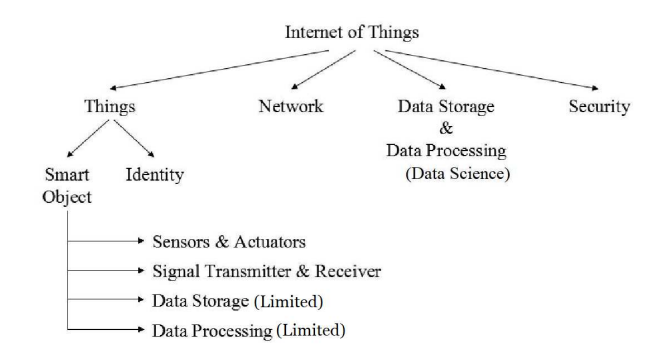 Internet of Things
Things
Network
Data Storage
&
Data Processing
(Data Science)
Security
Smart
Object
Identity
Sensors & Actuators
Signal Transmitter & Receiver
Data Storage (Limited)
Data Processing (Limited)